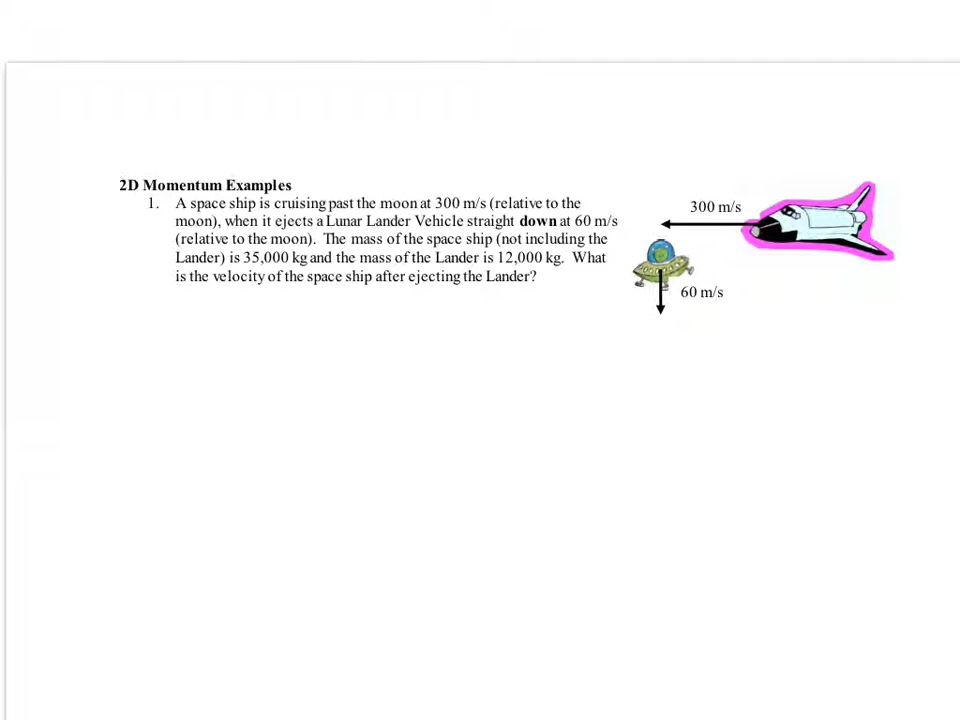 2D Momentum Examples
1. A space ship is cruising past the moon at 300 m/s (relative to the
moon), when it ejects a Lunar Lander Vehicle straight down at 60 m/s
(relative to the moon). The mass of the space ship (not including the
Lander) is 35,000 kg and the mass of the Lander is 12,000 kg. What
is the velocity of the space ship after ejecting the Lander?
300 m/s
60 m/s